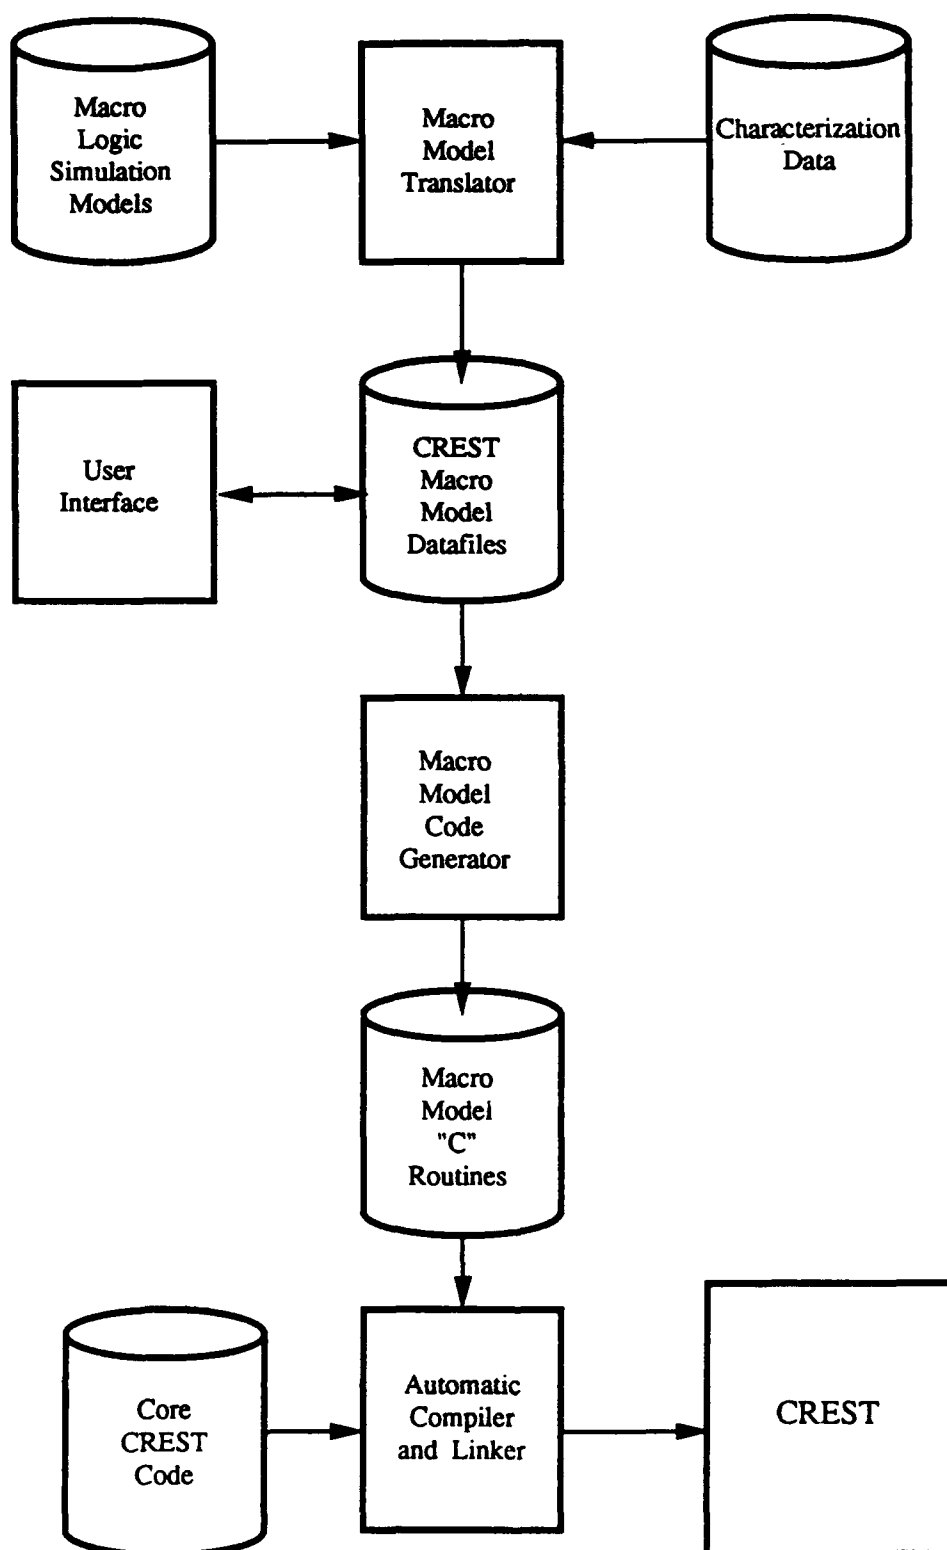 Macro
Logic
Simulation
Models
Macro
Model
Translator
Characterization
Data
User
Interface
CREST
Macro
Model
Datafiles
Macro
Model
Code
Generator
Macro
Model
"C"
Routines
Core
CREST
Code
Automatic
Compiler
and Linker
CREST